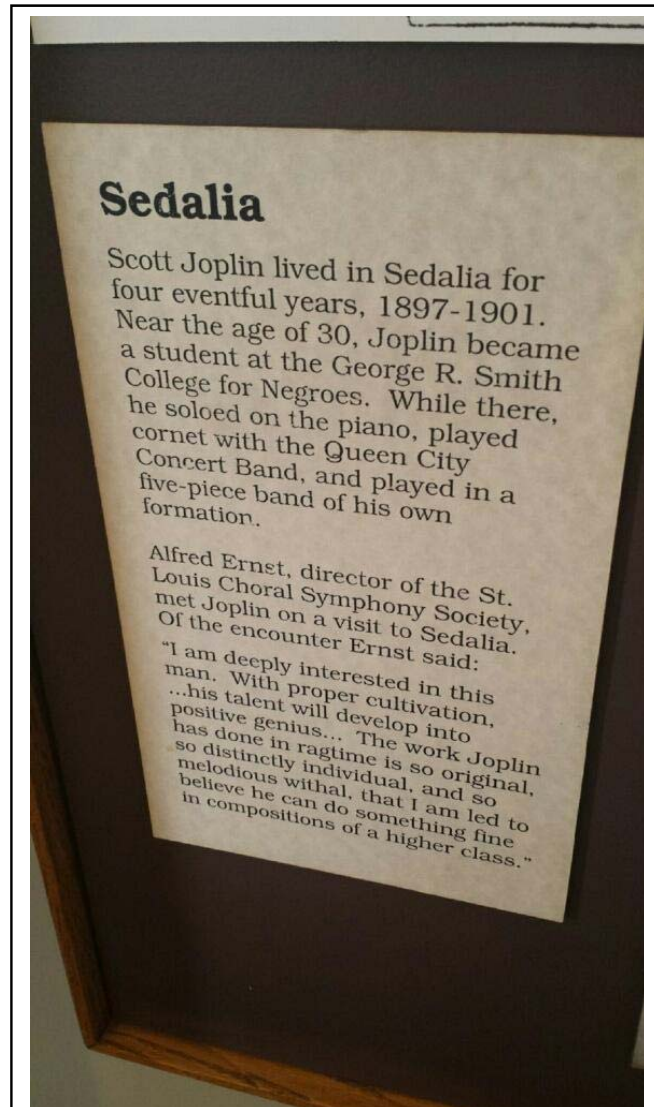 Sedalia
Scott Joplin lived in Sedalia for
four eventful years, 1897-1901.
Near the age of 30, Joplin became
a student at the George R. Smith
College for Negroes. While there,
he soloed on the piano, played
cornet with the Queen City
Concert Band, and played in a
five-piece band of his own
formation.
Alfred Ernst, director of the St.
Louis Choral Symphony Society,
met Joplin on a visit to Sedalia.
Of the encounter Ernst said:
"I am deeply interested in this
man. With proper cultivation,
...his talent will develop into
positive genius... The work Joplin
has done in ragtime is so original,
so distinctly individual, and so
melodious withal, that I am led to
believe he can do something fine
in compositions of a higher class."